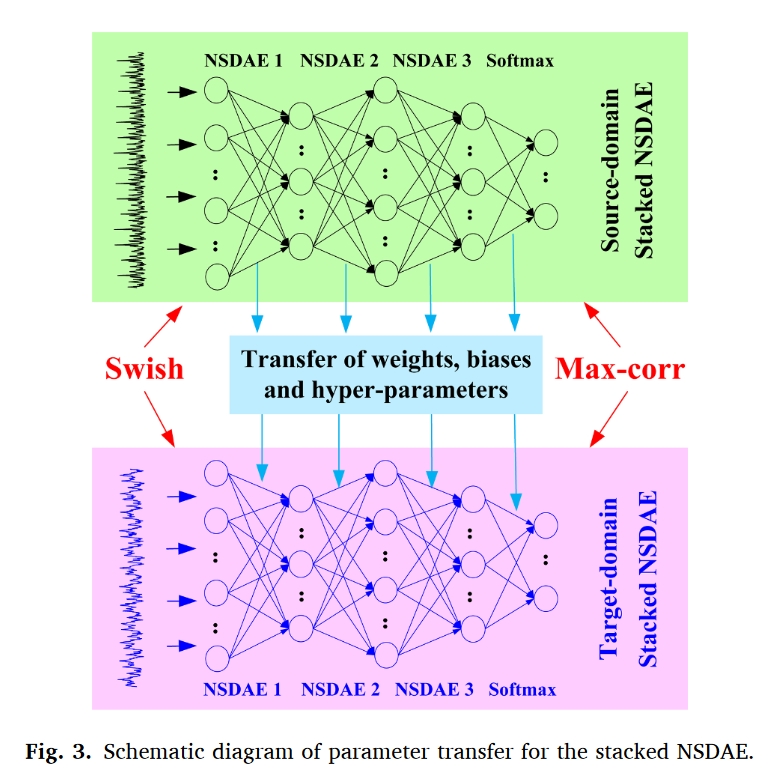 NSDAE 1 NSDAE 2 NSDAE 3 Softmax
Source-domain
Stacked NSDAE
Swish
Transfer of weights, biases
and hyper-parameters
Max-corr
Target-domain
Stacked NSDAE
NSDAE 1 NSDAE 2 NSDAE 3 Softmax
Fig. 3. Schematic diagram of parameter transfer for the stacked NSDAE.